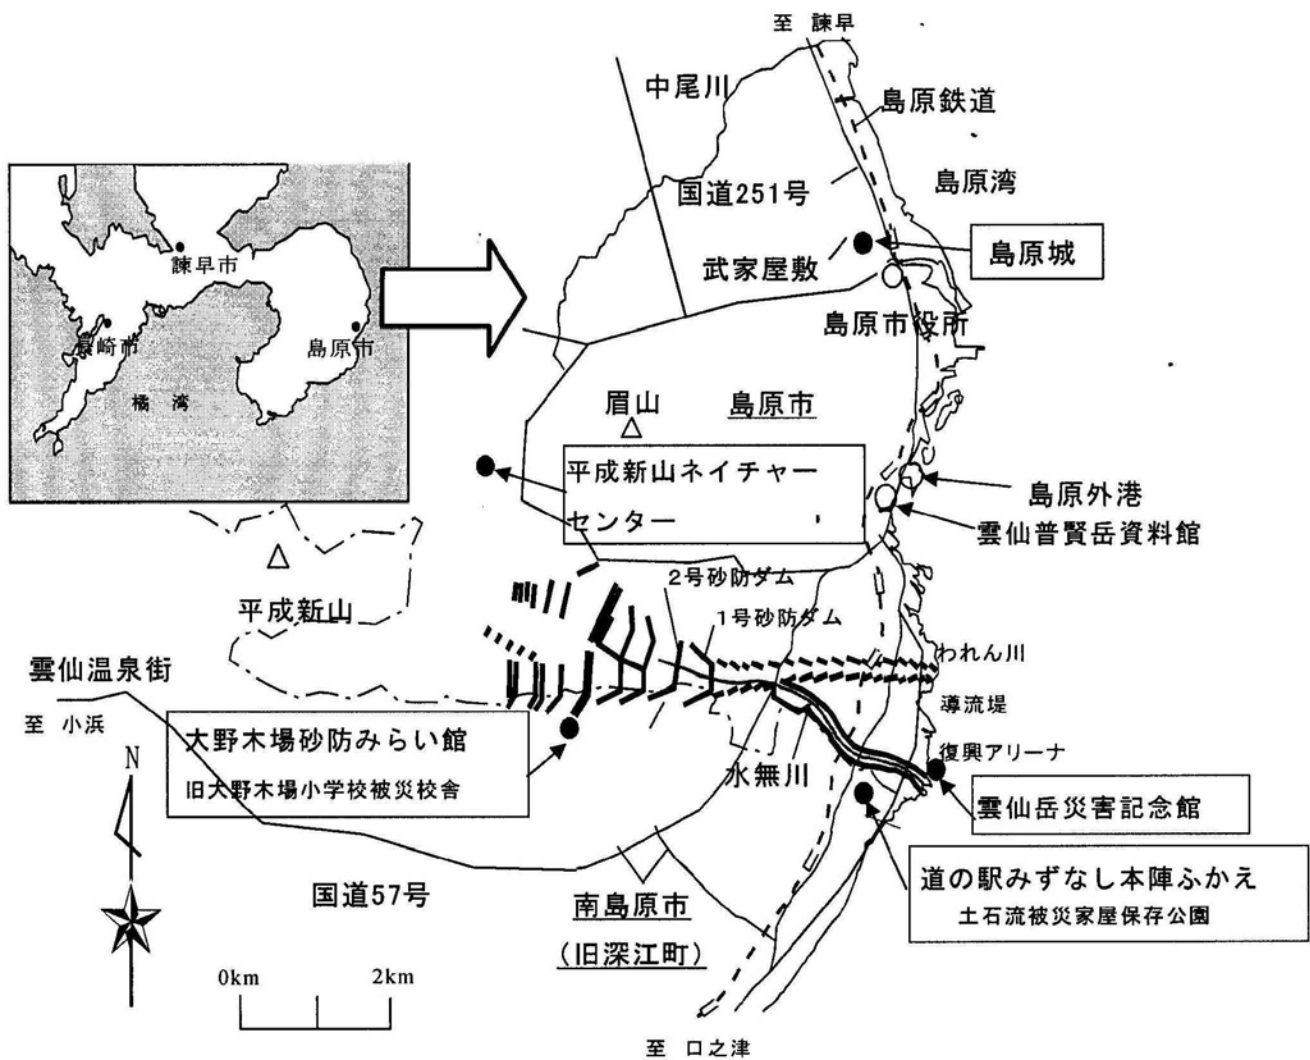 至 諫早
中尾川
島原鉄道
島原湾
国道251号
島原城
武家屋敷
諫早市
島原市役所
長崎市
島原市
橘 湾
眉山
島原市
平成新山ネイチャー
センター
島原外港
雲仙普賢岳資料館
2号砂防ダム
平成新山
1号砂防ダム
われん川
雲仙温泉街
導流堤
至 小浜
大野木場砂防みらい館
復興アリーナ
N
水無川
旧大野木場小学校被災校舎
雲仙岳災害記念館
道の駅みずなし本陣ふかえ
国道57号
南島原市
土石流被災家屋保存公園
(旧深江町)
0km
2km
至 口之津